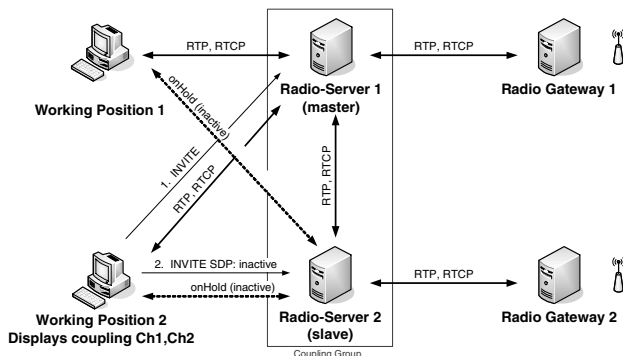 RTP, RTCP
RTP, RTCP
Working Position 1
Radio-Server 1
(master)
Radio Gateway 1
onHold (inactive)
1. INVITE
RTP, RTCP
RTP, RTCP
2. INVITE SDP: inactive
onHold (inactive)
RTP, RTCP
Working Position 2
Displays coupling Ch1,Ch2
Radio-Server 2
(slave)
Radio Gateway 2
Coupling Group